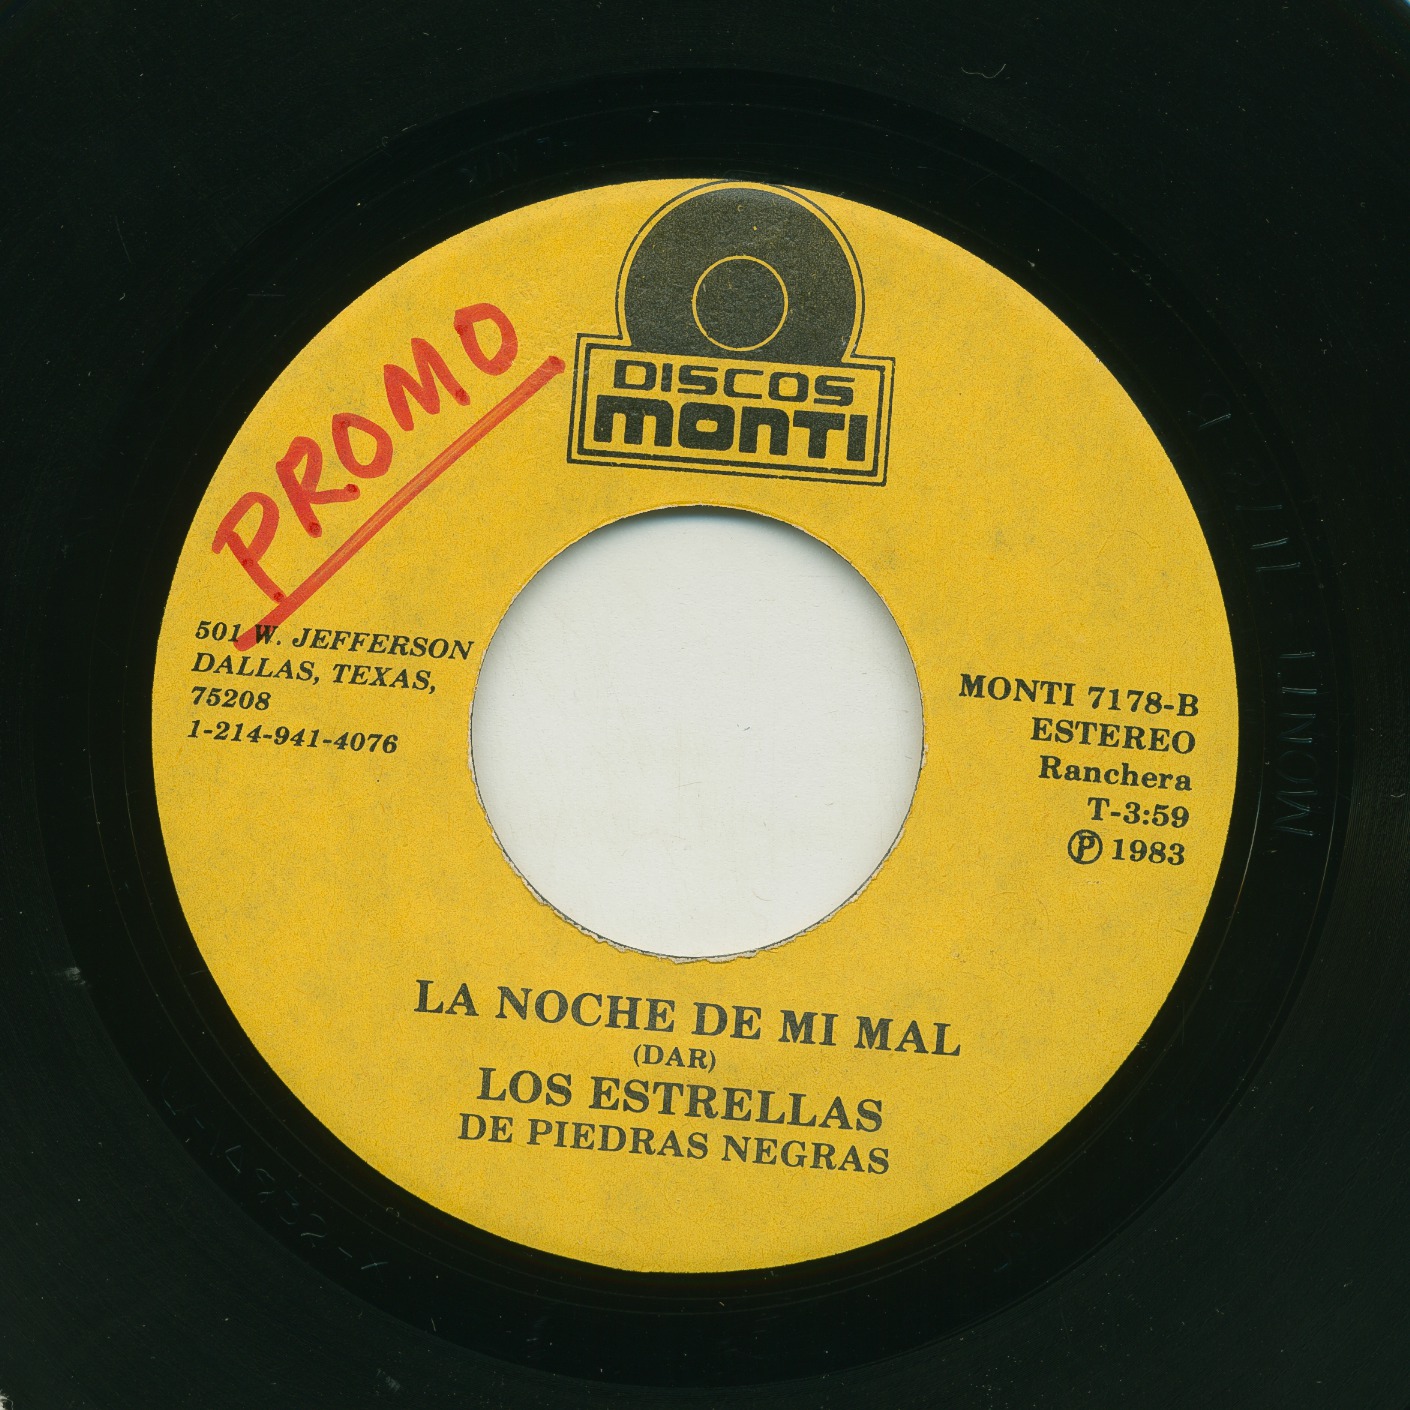 PROMO
DISCOS
MONTI
501 W. JEFFERSON
DALLAS, TEXAS,
75208
1-214-941-4076
MONTI 7178-B
ESTEREO
Ranchera
T-3:59
Ⓟ 1983
LA NOCHE DE MI MAL
(DAR)
LOS ESTRELLAS
DE PIEDRAS NEGRAS